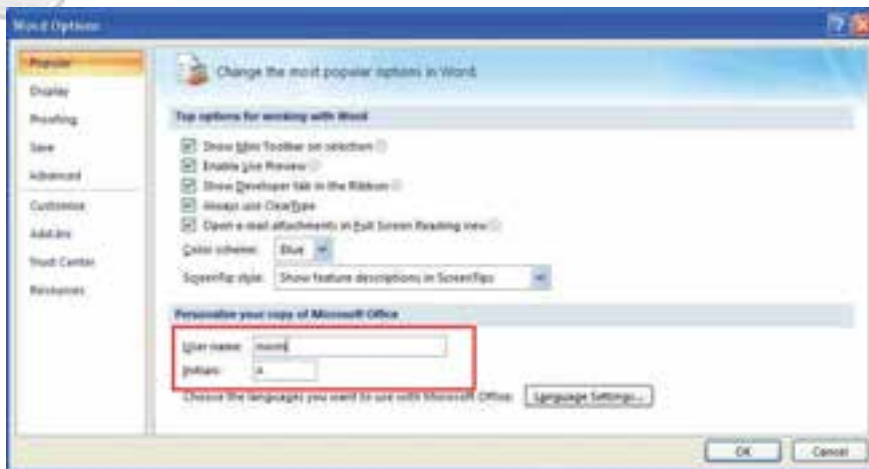 Word Options
Popular
Display
Proofing
Save
Advanced
Customize
Add-Ins
Trust Center
Resources
Change the most popular options in Word.
Top options for working with Word
Show Mini Toolbar on selection
Enable Live Preview
Show Developer tab in the Ribbon
Always use ClearType
Open e-mail attachments in Full Screen Reading view
Color scheme: Blue
ScreenTip style: Show feature descriptions in ScreenTips
Personalize your copy of Microsoft Office
User name:
Initials:
Choose the languages you want to use with Microsoft Office: Language Settings...
OK Cancel